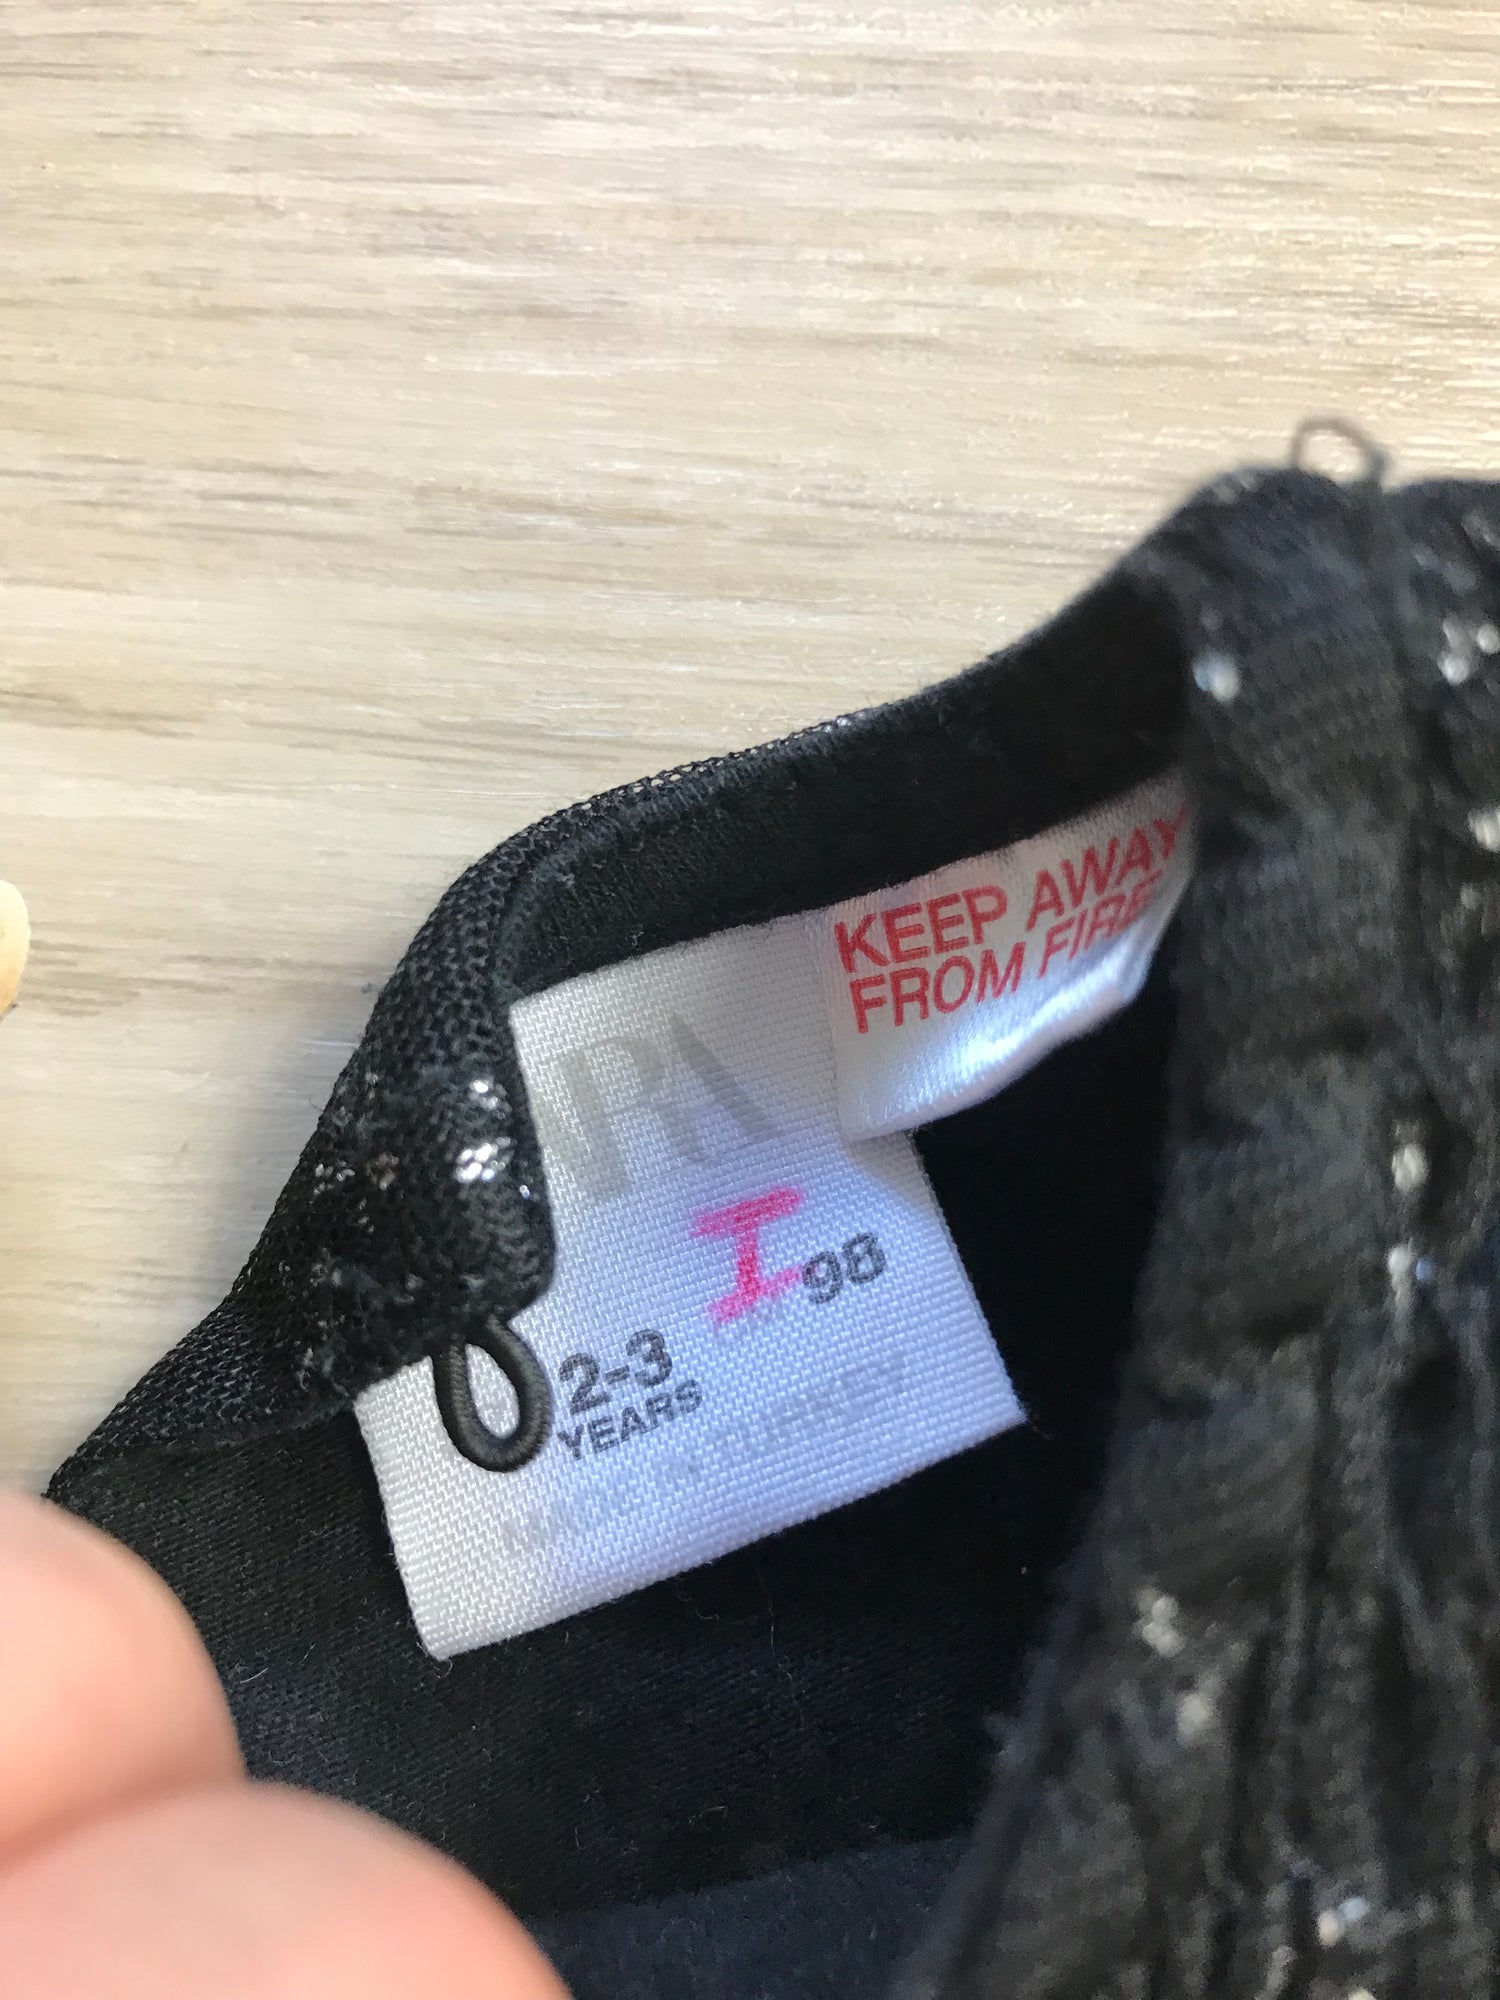 KEEP AWAY
FROM FIRE
I
98
2-3
YEARS